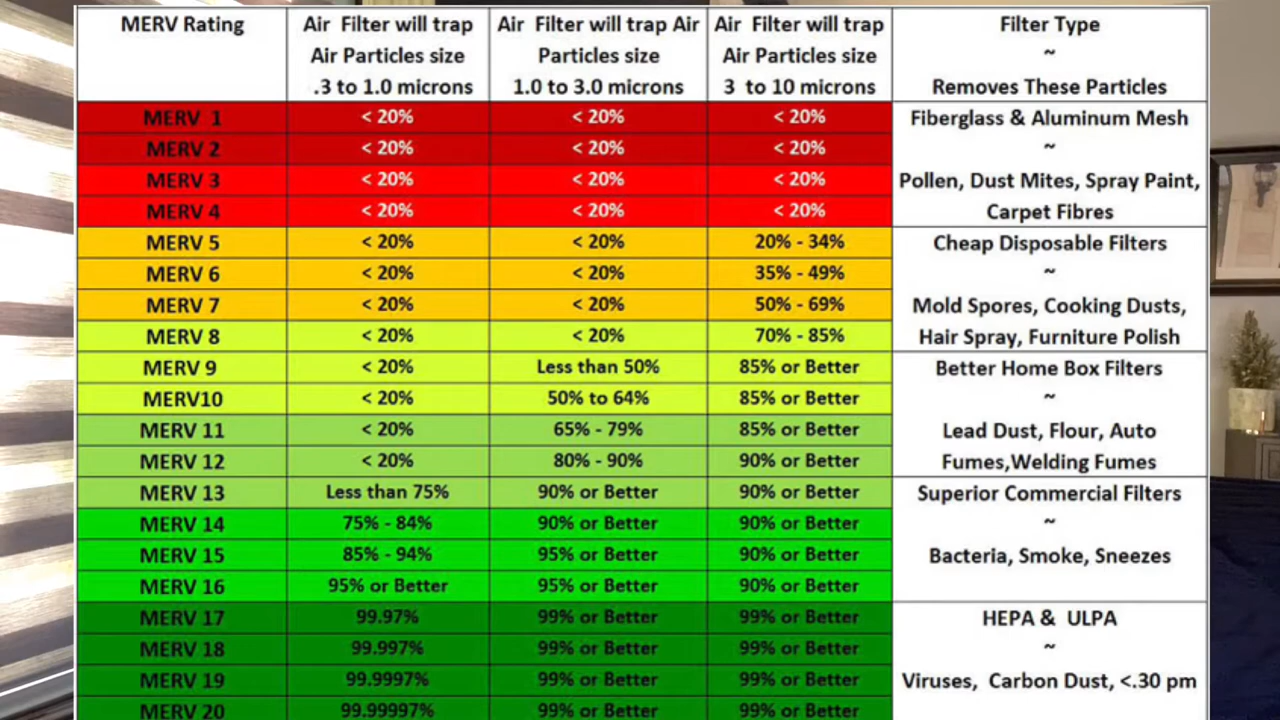 MERV Rating
Air Filter will trap
Air Particles size
.3 to 1.0 microns
Air Filter will trap Air
Particles size
1.0 to 3.0 microns
Air Filter will trap
Air Particles size
3 to 10 microns
Filter Type
~
Removes These Particles
MERV 1 < 20% < 20% < 20%
MERV 2 < 20% < 20% < 20%
MERV 3 < 20% < 20% < 20%
MERV 4 < 20% < 20% < 20%
Fiberglass & Aluminum Mesh
~
Pollen, Dust Mites, Spray Paint,
Carpet Fibres
MERV 5 < 20% < 20% 20% - 34%
MERV 6 < 20% < 20% 35% - 49%
MERV 7 < 20% < 20% 50% - 69%
MERV 8 < 20% < 20% 70% - 85%
Cheap Disposable Filters
~
Mold Spores, Cooking Dusts,
Hair Spray, Furniture Polish
MERV 9 < 20% Less than 50% 85% or Better
MERV10 < 20% 50% to 64% 85% or Better
MERV 11 < 20% 65% - 79% 85% or Better
MERV 12 < 20% 80% - 90% 90% or Better
Better Home Box Filters
~
Lead Dust, Flour, Auto
Fumes,Welding Fumes
MERV 13 Less than 75% 90% or Better 90% or Better
MERV 14 75% - 84% 90% or Better 90% or Better
MERV 15 85% - 94% 95% or Better 90% or Better
MERV 16 95% or Better 95% or Better 90% or Better
Superior Commercial Filters
~
Bacteria, Smoke, Sneezes
MERV 17 99.97% 99% or Better 99% or Better
MERV 18 99.997% 99% or Better 99% or Better
MERV 19 99.9997% 99% or Better 99% or Better
MERV 20 99.99997% 99% or Better 99% or Better
HEPA & ULPA
~
Viruses, Carbon Dust, <.30 pm